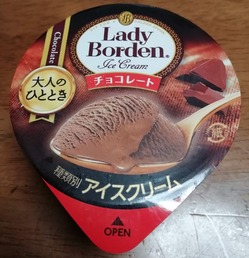 Chocolate
大人の
ひととき
Lady
Borden
Ice Cream
チョコレート
種類別 アイスクリーム
OPEN